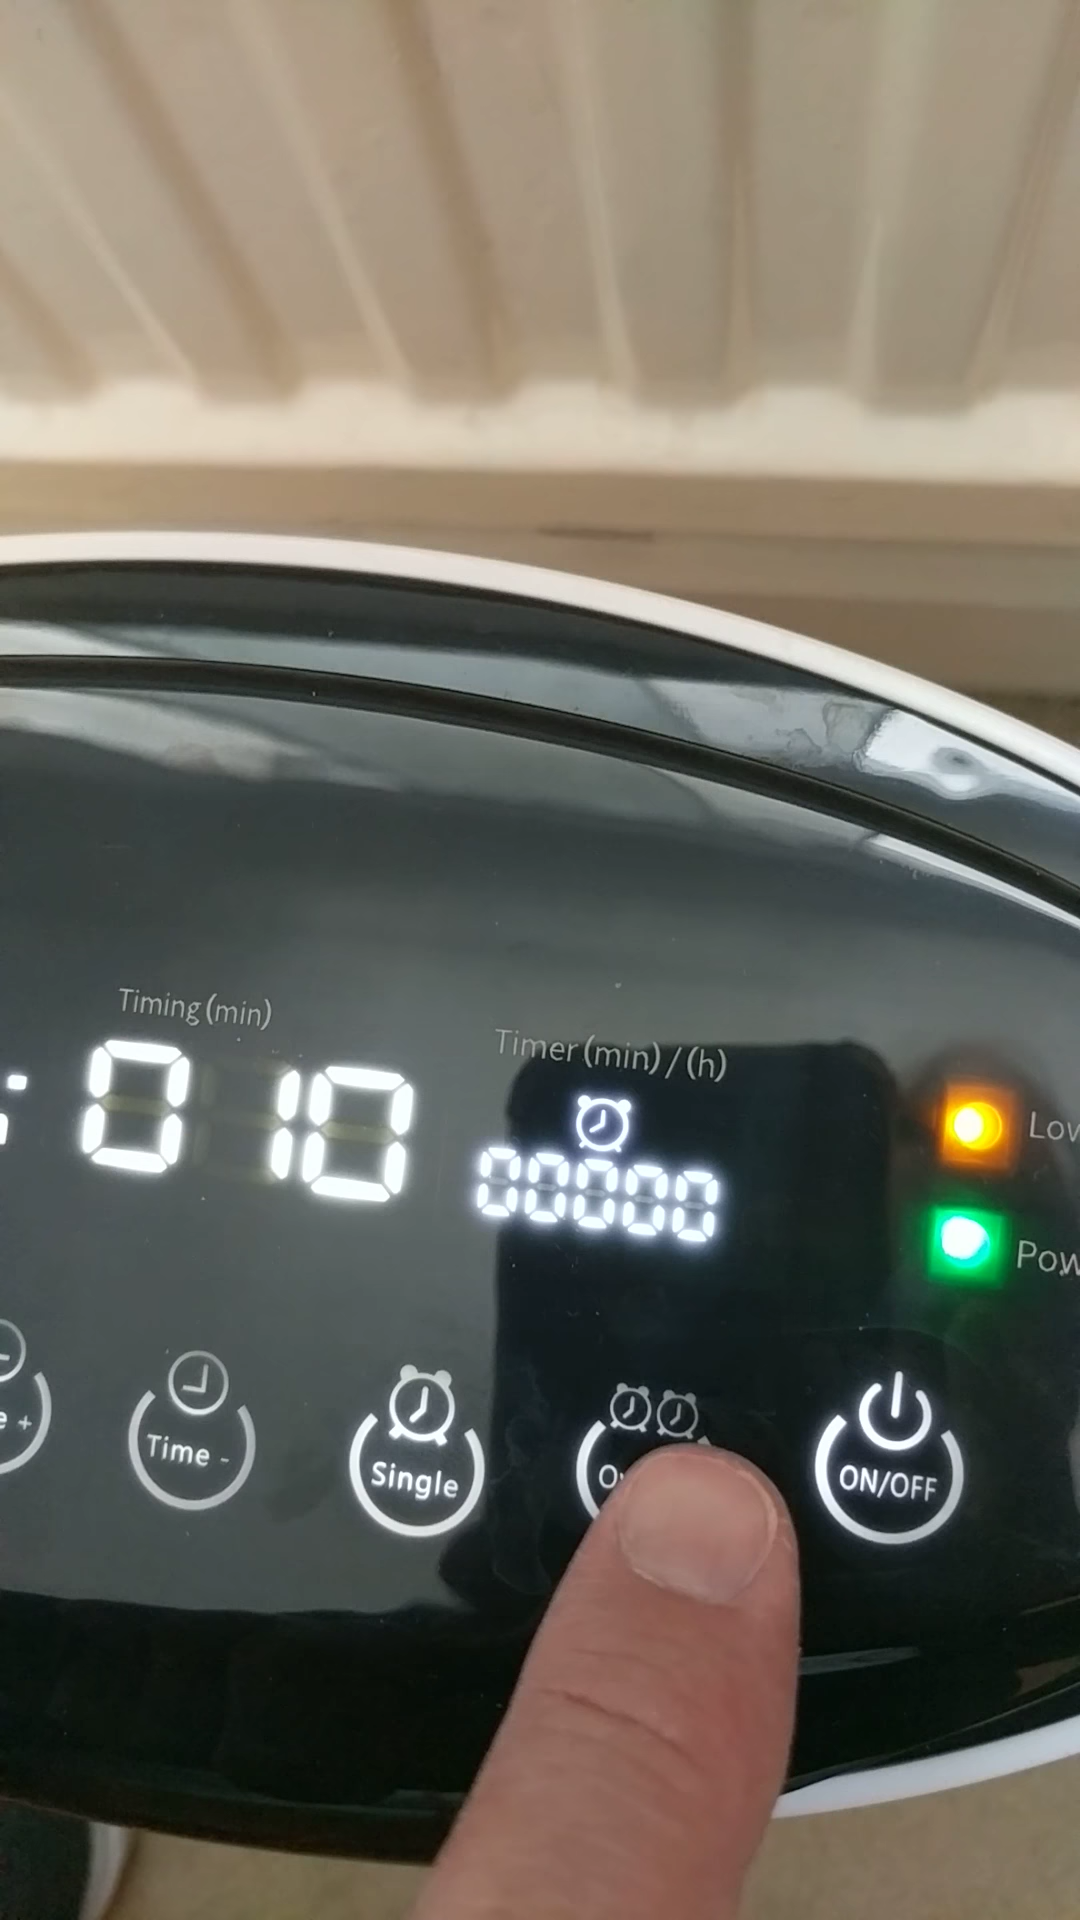 Timing (min)
010
Timer (min) / (h)
00000
Time -
Single
ON/OFF